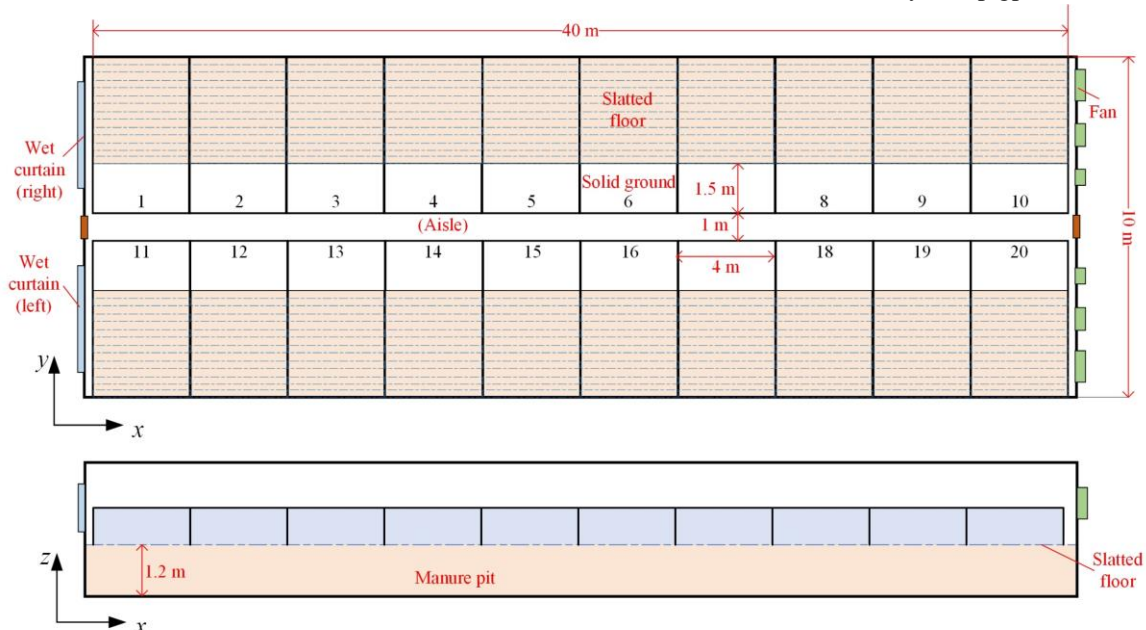 40 m
Slatted
floor
Fan
Wet
curtain
(right)
Solid ground
1.5 m
1
2
3
4
5
6
8
9
10
(Aisle)
1 m
10 m
11
12
13
14
15
16
18
19
20
4 m
Wet
curtain
(left)
y
x
z
1.2 m
Manure pit
Slatted
floor
x